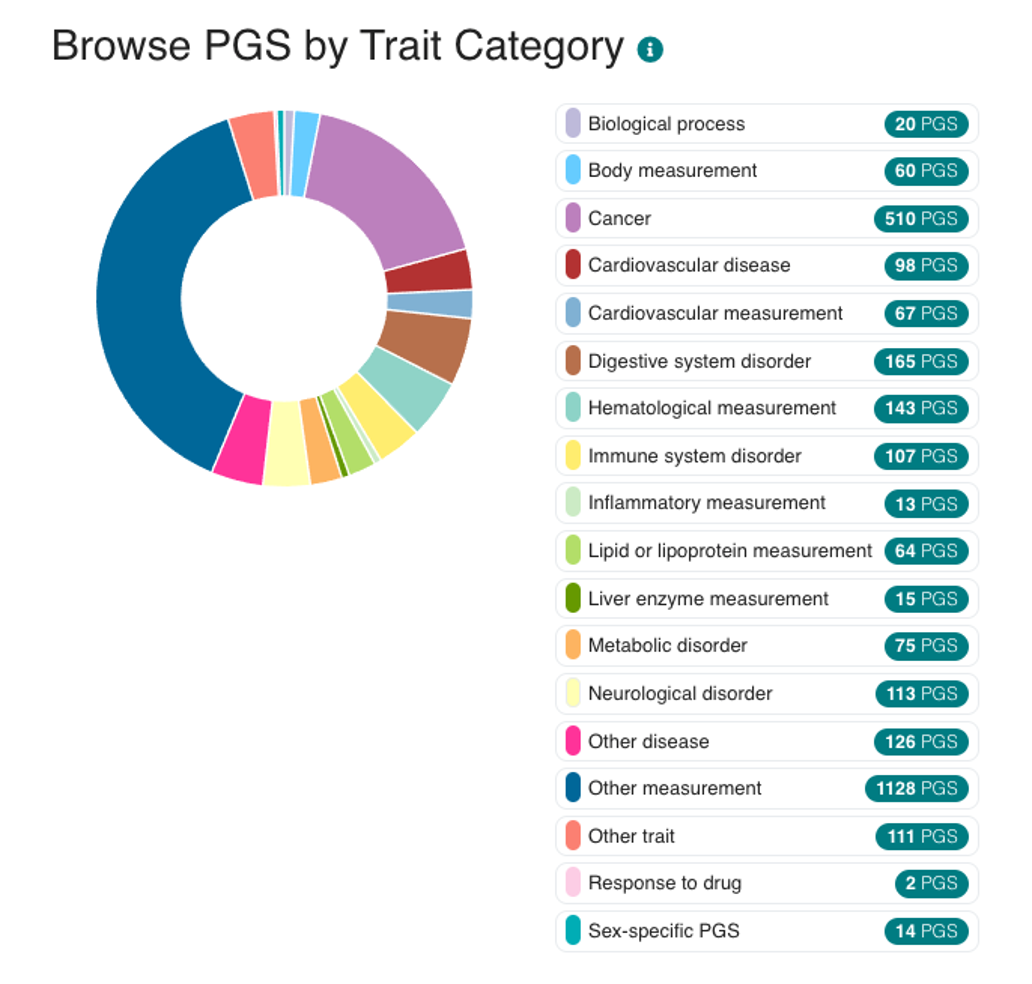 Browse PGS by Trait Category
Biological process 20 PGS
Body measurement 60 PGS
Cancer 510 PGS
Cardiovascular disease 98 PGS
Cardiovascular measurement 67 PGS
Digestive system disorder 165 PGS
Hematological measurement 143 PGS
Immune system disorder 107 PGS
Inflammatory measurement 13 PGS
Lipid or lipoprotein measurement 64 PGS
Liver enzyme measurement 15 PGS
Metabolic disorder 75 PGS
Neurological disorder 113 PGS
Other disease 126 PGS
Other measurement 1128 PGS
Other trait 111 PGS
Response to drug 2 PGS
Sex-specific PGS 14 PGS